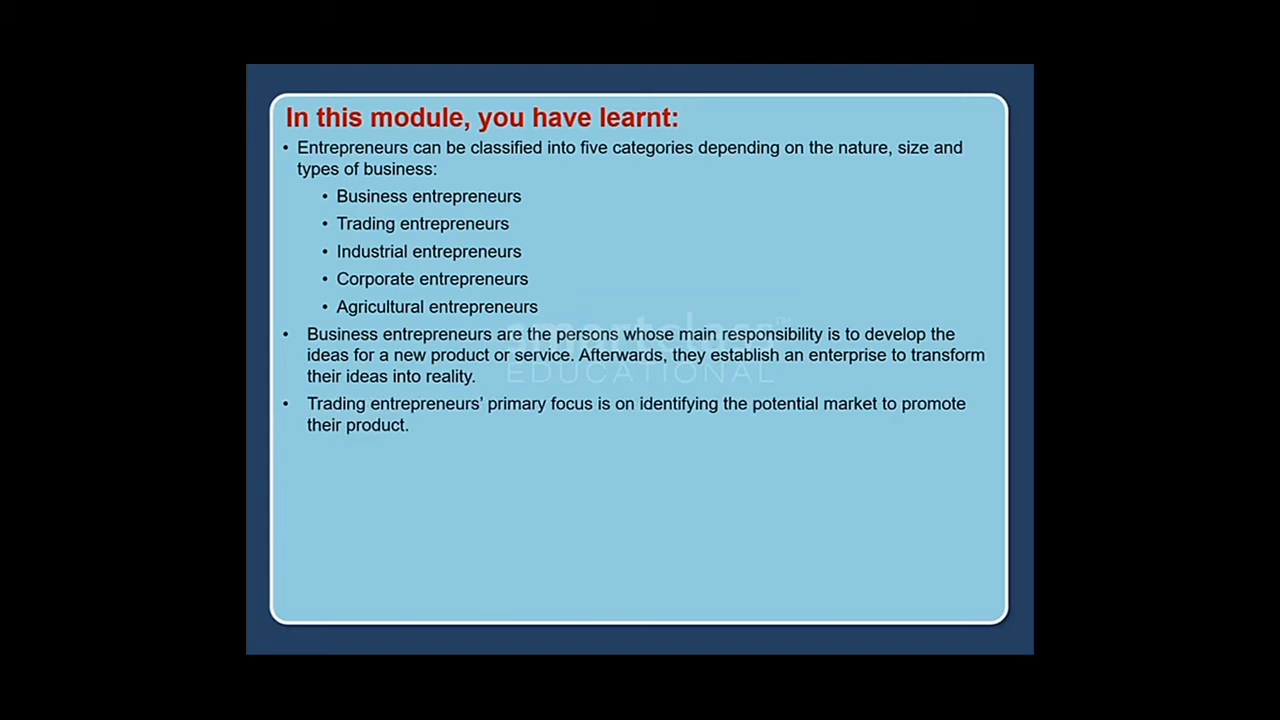 In this module, you have learnt:
• Entrepreneurs can be classified into five categories depending on the nature, size and
types of business:
• Business entrepreneurs
• Trading entrepreneurs
• Industrial entrepreneurs
• Corporate entrepreneurs
• Agricultural entrepreneurs
• Business entrepreneurs are the persons whose main responsibility is to develop the
ideas for a new product or service. Afterwards, they establish an enterprise to transform
their ideas into reality.
• Trading entrepreneurs' primary focus is on identifying the potential market to promote
their product.
smartclass™
EDUCATIONAL